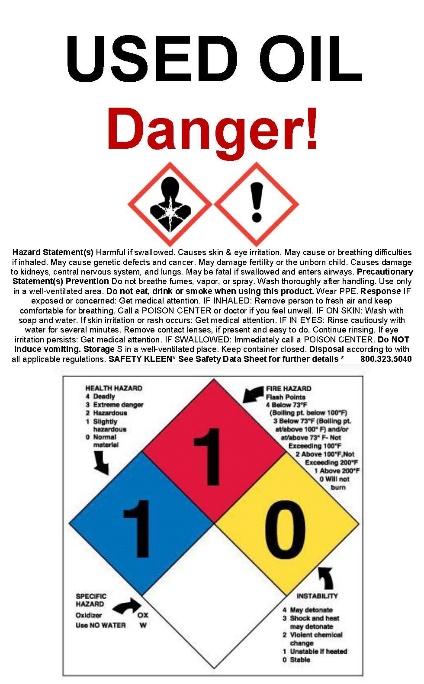 USED OIL
Danger!
Hazard Statement(s) Harmful if swallowed. Causes skin & eye irritation. May cause or breathing difficulties
if inhaled. May cause genetic defects and cancer. May damage fertility or the unborn child. Causes damage
to kidneys, central nervous system, and lungs. May be fatal if swallowed and enters airways. Precautionary
Statement(s) Prevention Do not breathe fumes, vapor, or spray. Wash thoroughly after handling. Use only
in a well-ventilated area. Do not eat, drink or smoke when using this product. Wear PPE. Response IF
exposed or concerned: Get medical attention. IF INHALED: Remove person to fresh air and keep
comfortable for breathing. Call a POISON CENTER or doctor if you feel unwell. IF ON SKIN: Wash with
soap and water. If skin irritation or rash occurs: Get medical attention. IF IN EYES: Rinse cautiously with
water for several minutes. Remove contact lenses, if present and easy to do. Continue rinsing. If eye
irritation persists: Get medical attention. IF SWALLOWED: Immediately call a POISON CENTER. Do NOT
induce vomiting. Storage S in a well-ventilated place. Keep container closed. Disposal according to with
all applicable regulations. SAFETY KLEEN* See Safety Data Sheet for further details * 800.323.5040
HEALTH HAZARD
4 Deadly
3 Extreme danger
2 Hazardous
1 Slightly
hazardous
0 Normal
material
FIRE HAZARD
Flash Points
4 Below 73°F
(Boiling pt. below 100°F)
3 Below 73°F (Boiling pt.
at/above 100° F) and/or
at/above 73° F- Not
Exceeding 100°F
2 Above 100°F, Not
Exceeding 200°F
1 Above 200°F
0 Will not
burn
1
1
0
SPECIFIC
HAZARD
Oxidizer OX
Use NO WATER W
INSTABILITY
4 May detonate
3 Shock and heat
may detonate
2 Violent chemical
change
1 Unstable if heated
0 Stable